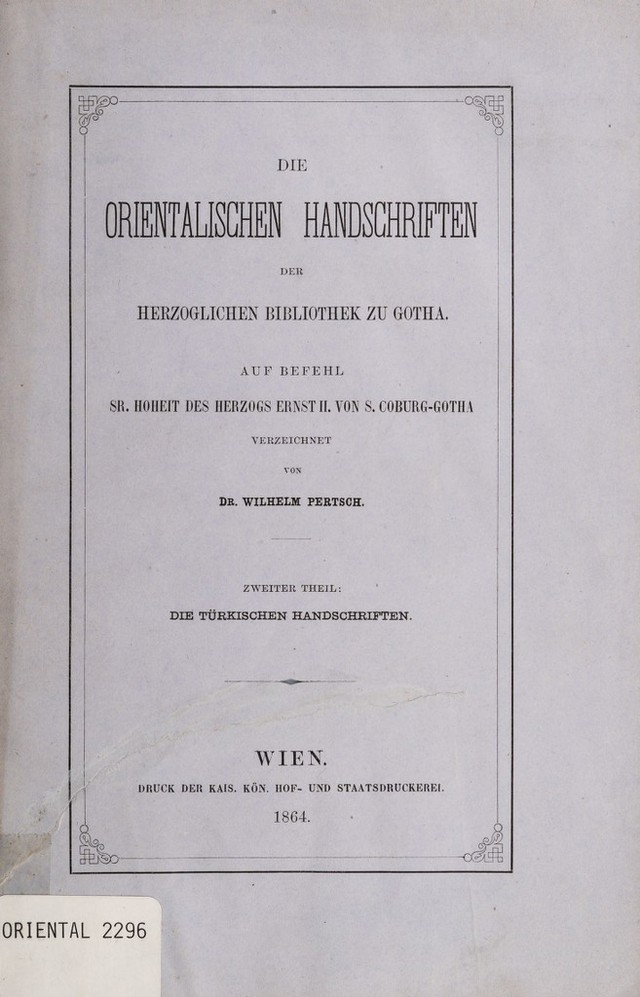 DIE
ORIENTALISCHEN HANDSCHRIFTEN
DER
HERZOGLICHEN BIBLIOTHEK ZU GOTHA.
AUF BEFEHL
SR. HOHEIT DES HERZOGS ERNST II. VON S. COBURG-GOTHA
VERZEICHNET
VON
DR. WILHELM PERTSCH.
ZWEITER THEIL:
DIE TÜRKISCHEN HANDSCHRIFTEN.
WIEN.
DRUCK DER KAIS. KÖN. HOF- UND STAATSDRUCKEREI.
1864.
ORIENTAL 2296